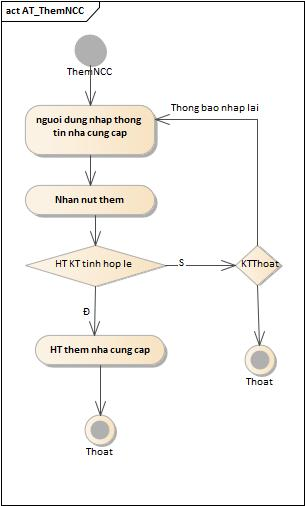 act AT_ThemNCC
ThemNCC
nguoi dung nhap thong
tin nha cung cap
Thong bao nhap lai
Nhan nut them
HT KT tinh hop le
S
KTThoat
Đ
HT them nha cung cap
Thoat
Thoat